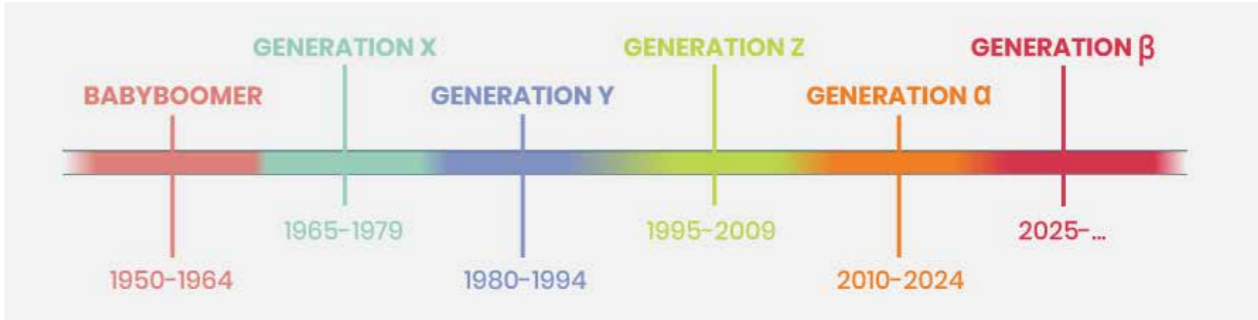 GENERATION X
GENERATION Z
GENERATION β
BABYBOOMER
GENERATION Y
GENERATION α
1965-1979
1995-2009
2025-...
1950-1964
1980-1994
2010-2024